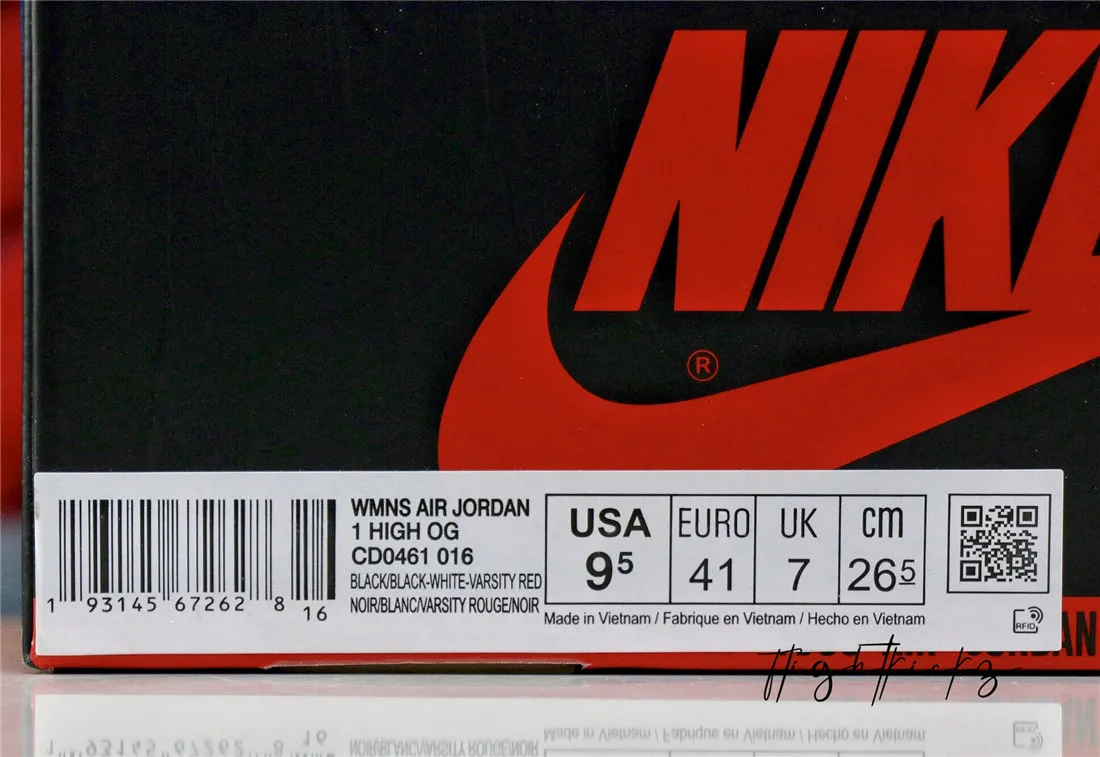 NIK
®
WMNS AIR JORDAN
1 HIGH OG
CD0461 016
BLACK/BLACK-WHITE-VARSITY RED
NOIR/BLANC/VARSITY ROUGE/NOIR
1 93145 67262 8 16
USA EURO UK cm
9⁵ 41 7 26⁵
Made in Vietnam / Fabrique en Vietnam / Hecho en Vietnam
RFID
HighTrickz